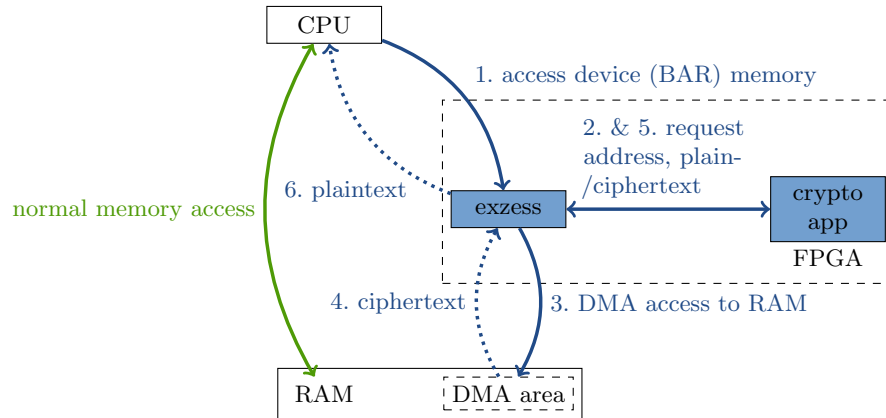 CPU
1. access device (BAR) memory
2. & 5. request
address, plain-
/ciphertext
6. plaintext
normal memory access
exzess
crypto
app
FPGA
4. ciphertext
3. DMA access to RAM
RAM
DMA area